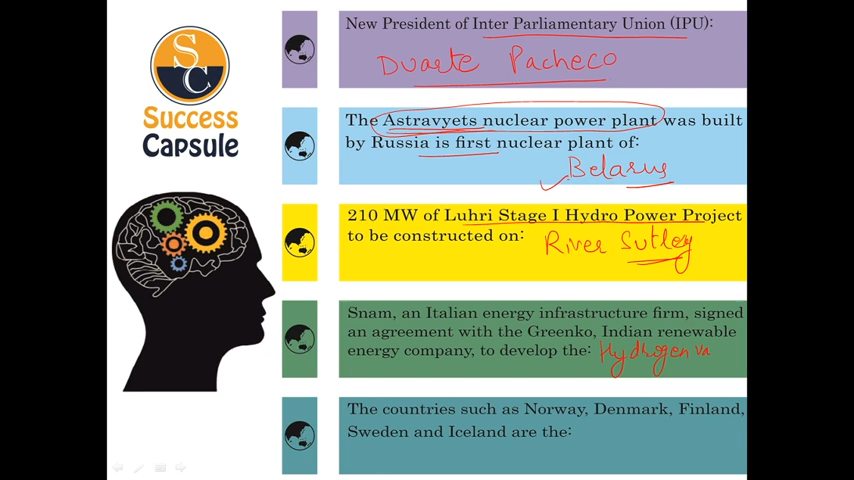 New President of Inter Parliamentary Union (IPU):
Duarte Pacheco
S
C
Success
Capsule
The Astravyets nuclear power plant was built
by Russia is first nuclear plant of:
Belarus
210 MW of Luhri Stage I Hydro Power Project
to be constructed on:
River Sutlej
Snam, an Italian energy infrastructure firm, signed
an agreement with the Greenko, Indian renewable
energy company, to develop the: Hydrogen va
The countries such as Norway, Denmark, Finland,
Sweden and Iceland are the: